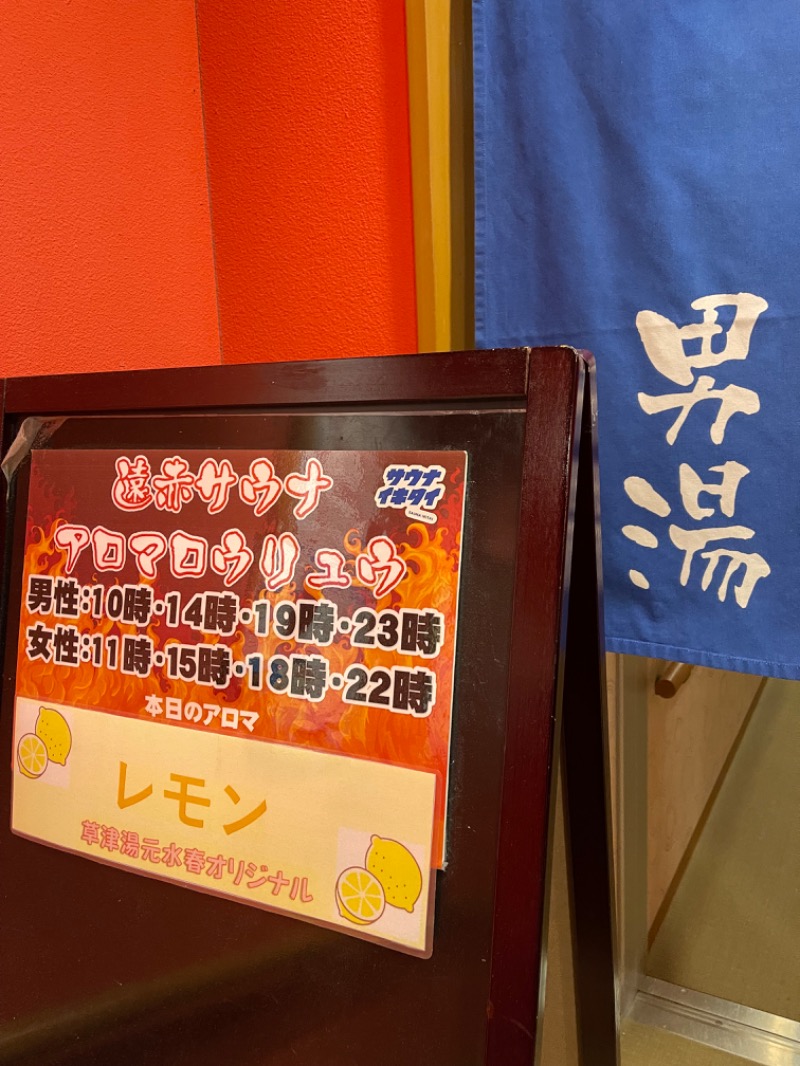 遠赤サウナ
サウナ
イキタイ
アロマロウリュウ
男性:10時・14時・19時・23時
女性:11時・15時・18時・22時
本日のアロマ
レモン
草津湯元水春オリジナル
男湯